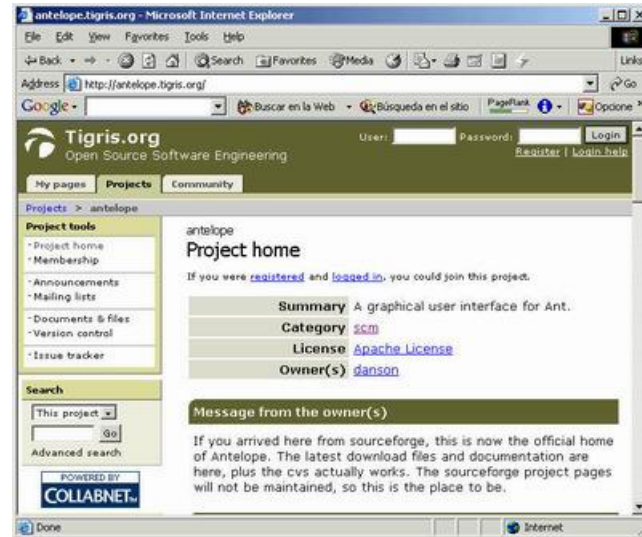 antelope.tigris.org - Microsoft Internet Explorer
File Edit View Favorites Tools Help
Back Search Favorites Media Links
Address http://antelope.tigris.org/ Go
Google Buscar en la Web Búsqueda en el sitio PageRank Opcione
Tigris.org User: Password: Login
Open Source Software Engineering Register | Login help
My pages Projects Community
Projects > antelope
Project tools
· Project home
· Membership
· Announcements
· Mailing lists
· Documents & files
· Version control
· Issue tracker
Search
This project
Go
Advanced search
POWERED BY
COLLABNET
antelope
Project home
If you were registered and logged in, you could join this project.
Summary A graphical user interface for Ant.
Category scm
License Apache License
Owner(s) danson
Message from the owner(s)
If you arrived here from sourceforge, this is now the official home
of Antelope. The latest download files and documentation are
here, plus the cvs actually works. The sourceforge project pages
will not be maintained, so this is the place to be.
Done Internet